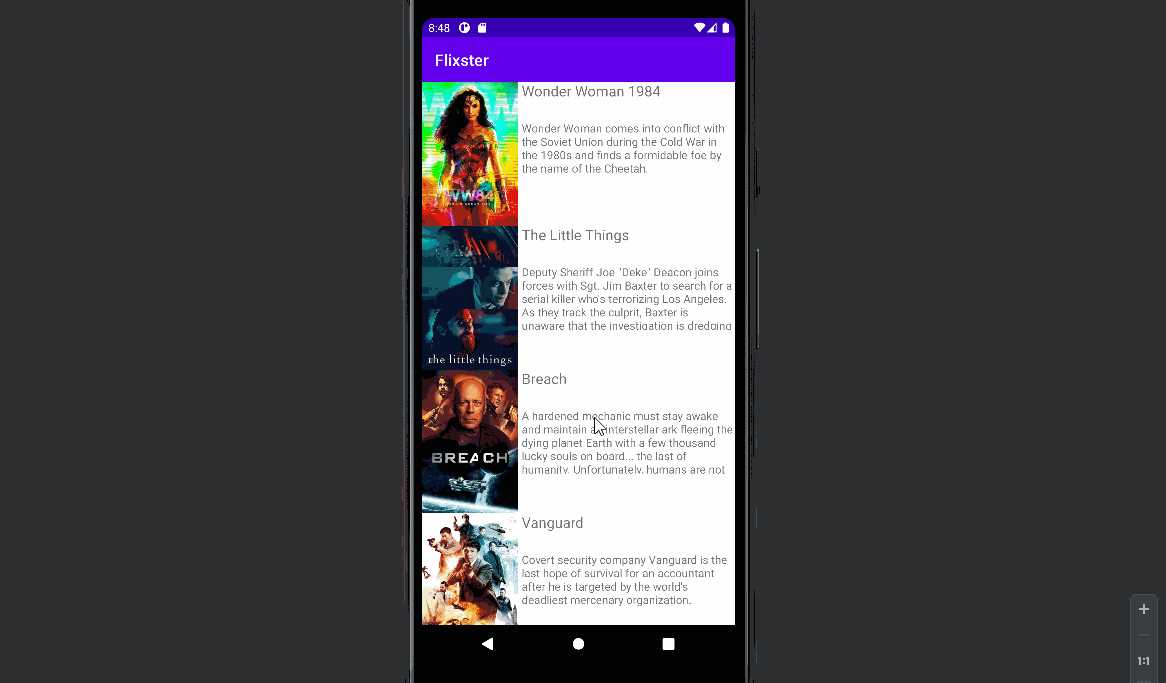 8:48
Flixster
Wonder Woman 1984
Wonder Woman comes into conflict with
the Soviet Union during the Cold War in
the 1980s and finds a formidable foe by
the name of the Cheetah.
WW84
The Little Things
Deputy Sheriff Joe "Deke" Deacon joins
forces with Sgt. Jim Baxter to search for a
serial killer who's terrorizing Los Angeles.
As they track the culprit, Baxter is
unaware that the investigation is dredging
the little things
Breach
A hardened mechanic must stay awake
and maintain interstellar ark fleeing the
dying planet Earth with a few thousand
lucky souls on board... the last of
humanity. Unfortunately, humans are not
BREACH
Vanguard
Covert security company Vanguard is the
last hope of survival for an accountant
after he is targeted by the world's
deadliest mercenary organization.
1:1